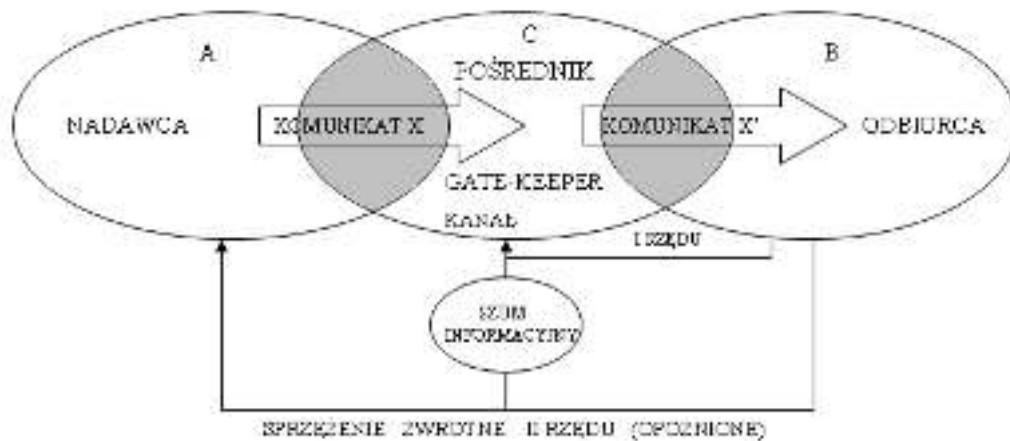 A
C
B
POŚREDNIK
NADAWCA
KOMUNIKAT X
KOMUNIKAT X'
ODBIORCA
GATE-KEEPER
KANAŁ
I RZĘDU
SZUM
INFORMACYJNY
SPRZĘŻENIE ZWROTNE II RZĘDU (OPÓŹNIONE)